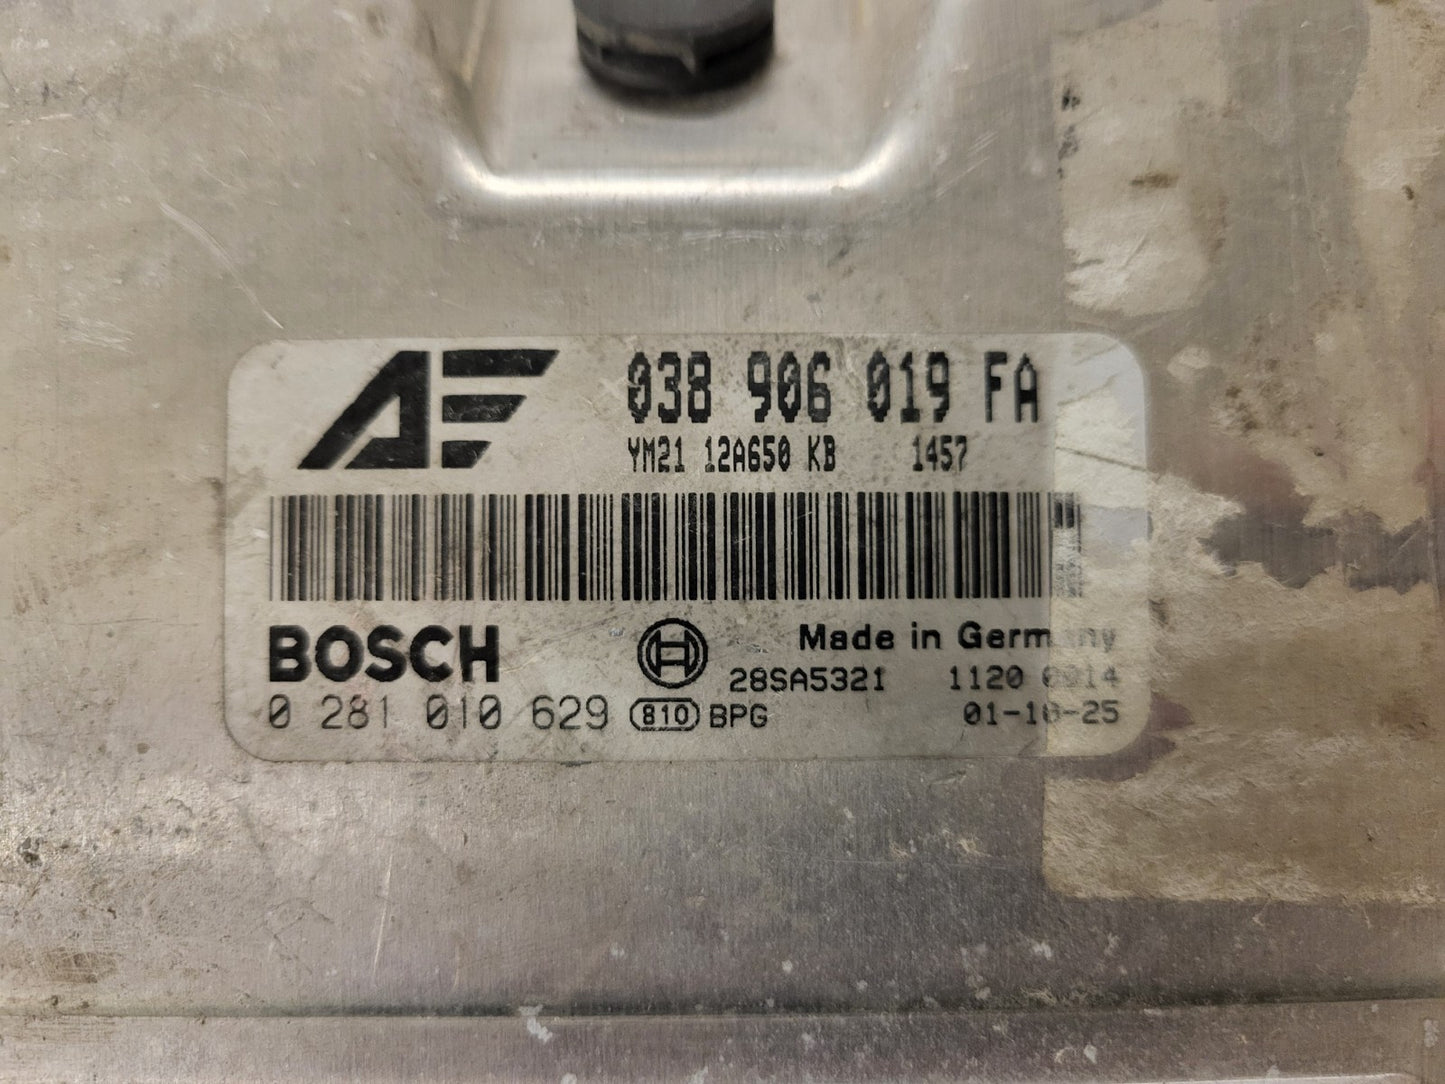 AF 038 906 019 FA
YM21 12A650 KB 1457
BOSCH Made in Germany
28SA5321 1120 0014
0 281 010 629 810 BPG 01-10-25